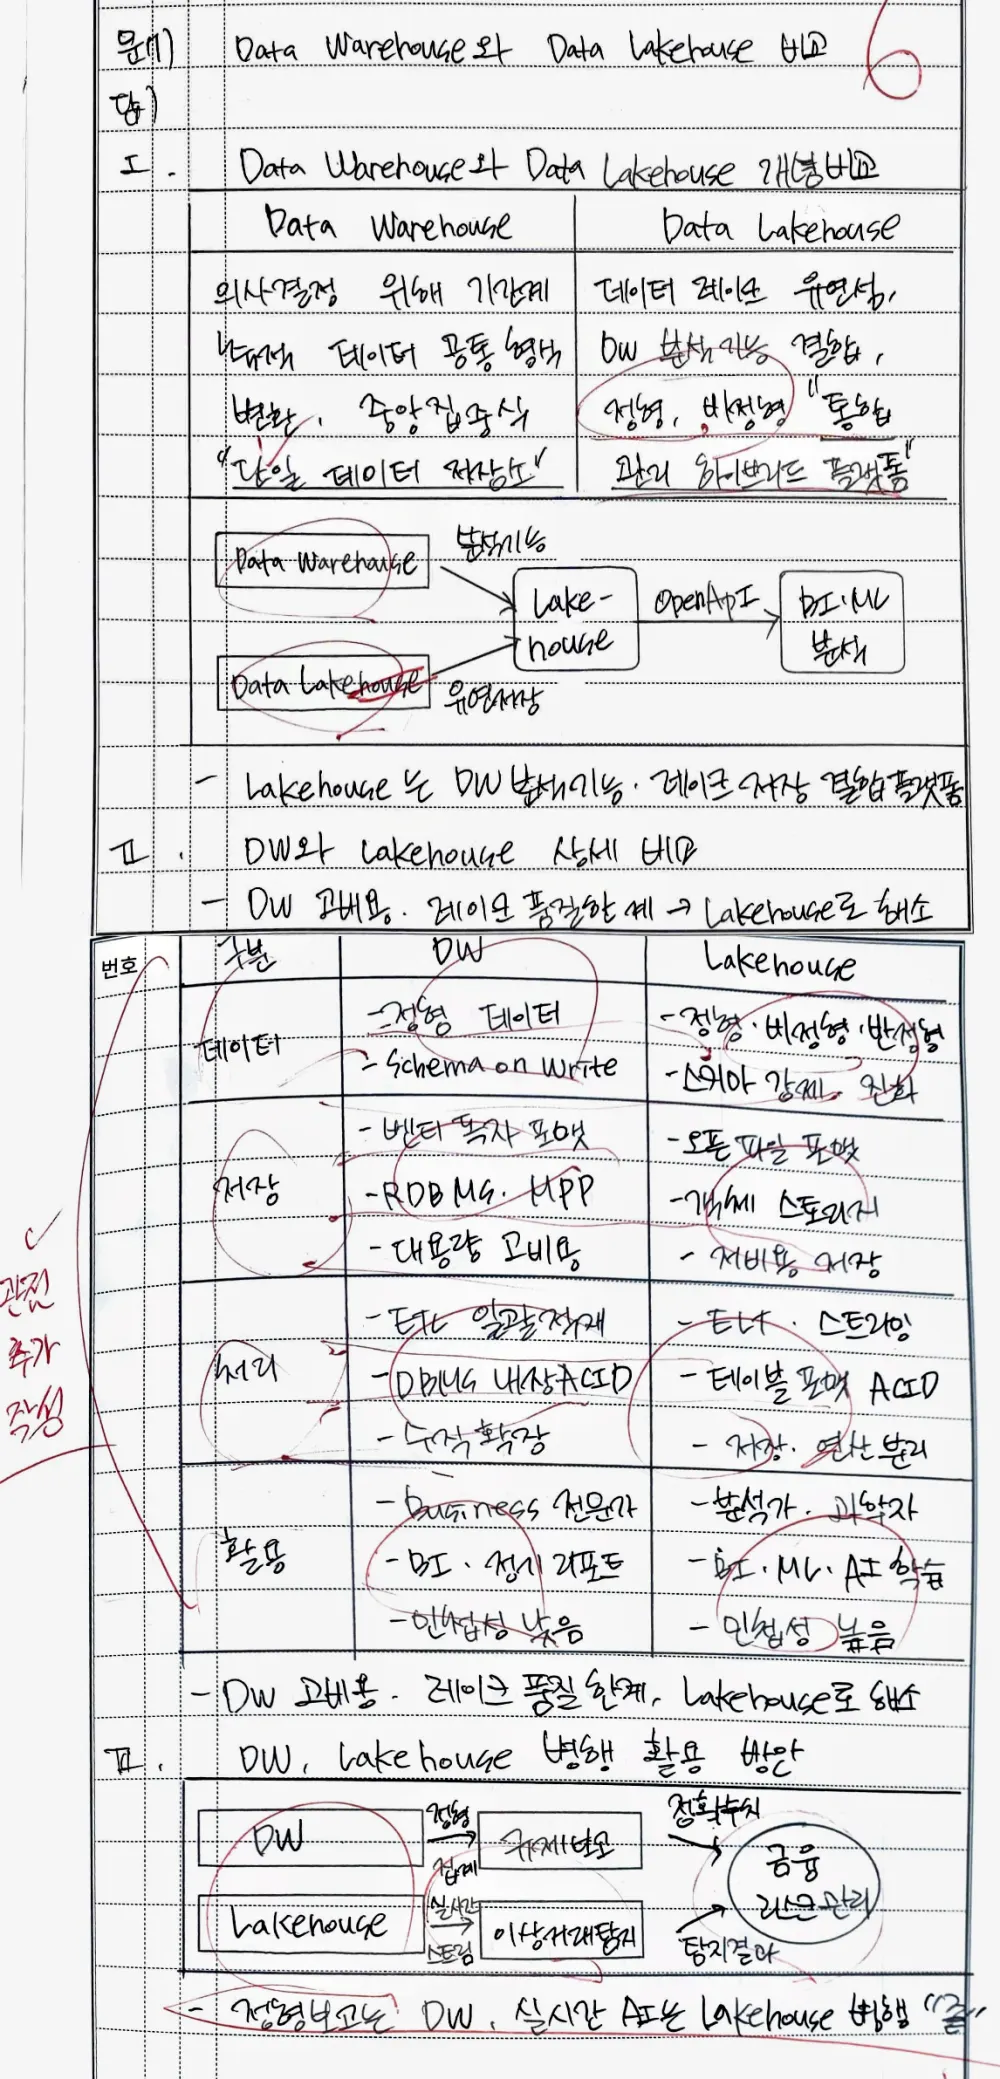 문1) Data Warehouse와 Data Lakehouse 비교 6
답)
I. Data Warehouse와 Data Lakehouse 개념비교
Data Warehouse Data Lakehouse
의사결정 위해 기간계 데이터 레이크 유연성,
누적 데이터 공통 형식 DW 분석기능 결합,
변환, 중앙집중식 정형, 비정형 "통합
"단일 데이터 저장소" 관리 하이브리드 플랫폼"
Data Warehouse 분석기능
Lake-
house OpenAPI BI·ML
분석
Data Lakehouse 유연저장
- Lakehouse는 DW 분석기능·레이크 저장 결합플랫폼
II. DW와 Lakehouse 상세 비교
- DW 고비용·레이크 품질한계 → Lakehouse로 해소
번호 구분 DW Lakehouse
데이터
- 정형 데이터 - 정형·비정형·반정형
- Schema on write - 스키마 강제·진화
저장
- 벤더 독자 포맷 - 오픈 파일 포맷
- RDBMS·MPP - 객체 스토리지
- 대용량 고비용 - 저비용 저장
처리
- ETL 일괄적재 - ELT·스트리밍
- DBMS 내장ACID - 테이블 포맷 ACID
- 수직확장 - 저장·연산분리
관점
추가
작성
활용
- Business 전문가 - 분석가·과학자
- BI·정기리포트 - BI·ML·AI학습
- 민첩성 낮음 - 민첩성 높음
- DW 고비용·레이크 품질 한계, Lakehouse로 해소
III. DW, Lakehouse 병행 활용 방안
DW 정형
집계 규제보고 정확수치
금융
리스크관리
Lakehouse 실시간
스트림 이상거래탐지 탐지결과
- 정형보고는 DW, 실시간 AI는 Lakehouse 병행 "끝"